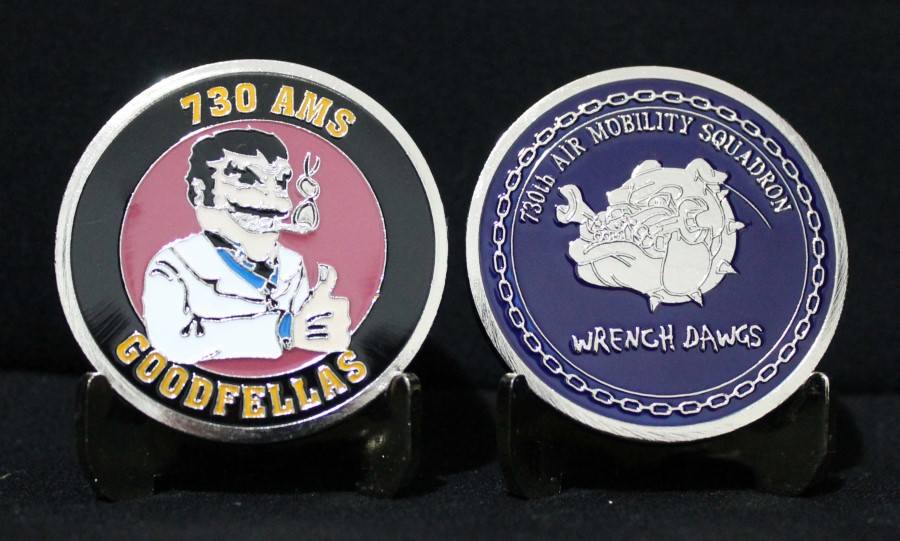 730 AMS
GOODFELLAS
730th AIR MOBILITY SQUADRON
WRENCH DAWGS